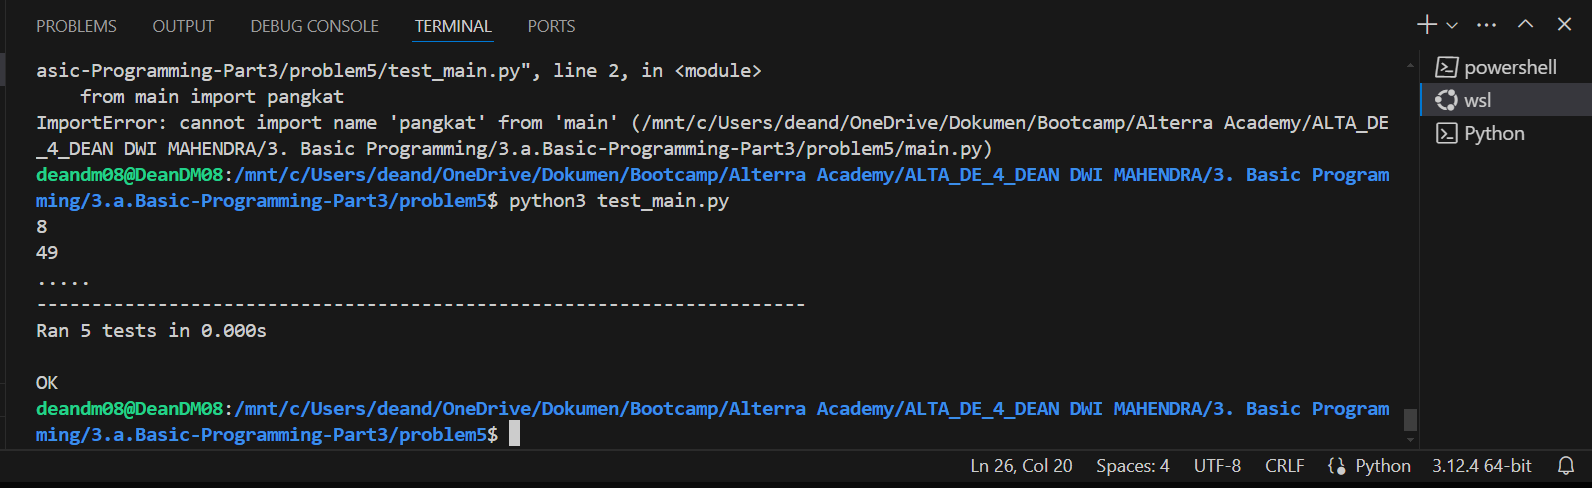 PROBLEMS OUTPUT DEBUG CONSOLE TERMINAL PORTS
asic-Programming-Part3/problem5/test_main.py", line 2, in <module>
    from main import pangkat
ImportError: cannot import name 'pangkat' from 'main' (/mnt/c/Users/deand/OneDrive/Dokumen/Bootcamp/Alterra Academy/ALTA_DE
_4_DEAN DWI MAHENDRA/3. Basic Programming/3.a.Basic-Programming-Part3/problem5/main.py)
deandm08@DeanDM08:/mnt/c/Users/deand/OneDrive/Dokumen/Bootcamp/Alterra Academy/ALTA_DE_4_DEAN DWI MAHENDRA/3. Basic Program
ming/3.a.Basic-Programming-Part3/problem5$ python3 test_main.py
8
49
.....
----------------------------------------------------------------------
Ran 5 tests in 0.000s

OK
deandm08@DeanDM08:/mnt/c/Users/deand/OneDrive/Dokumen/Bootcamp/Alterra Academy/ALTA_DE_4_DEAN DWI MAHENDRA/3. Basic Program
ming/3.a.Basic-Programming-Part3/problem5$
powershell
wsl
Python
Ln 26, Col 20 Spaces: 4 UTF-8 CRLF Python 3.12.4 64-bit